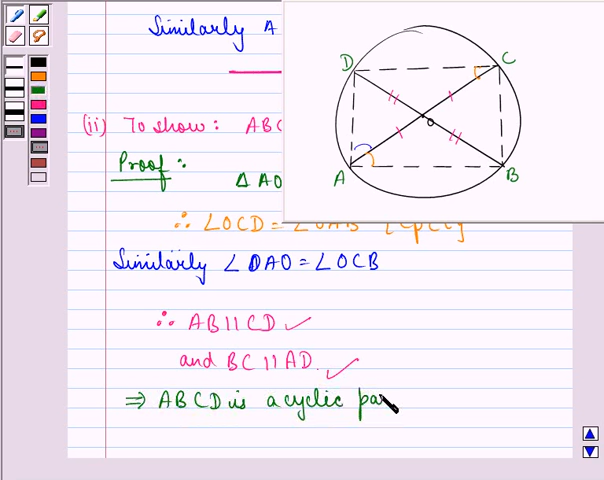 Similarly A
(ii) To show: ABC
Proof:
Δ AO
∴ ∠OCD = ∠OAB [cpct]
Similarly ∠DAO = ∠OCB
∴ AB || CD ✓
and BC || AD. ✓
⇒ ABCD is a cyclic pa
D
C
O
A
B